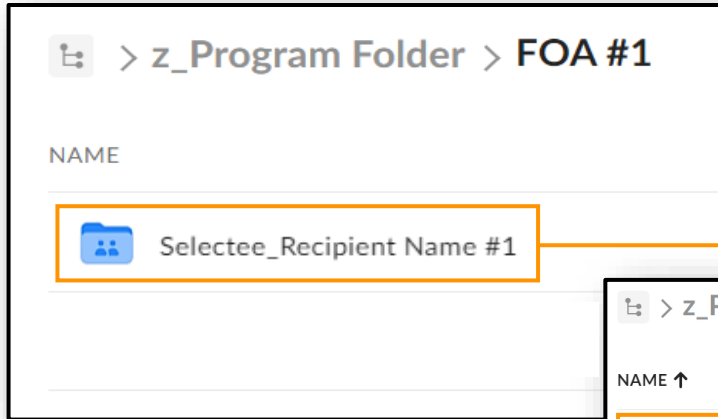 > z_Program Folder > FOA #1
NAME
Selectee_Recipient Name #1
> z_P
NAME ↑